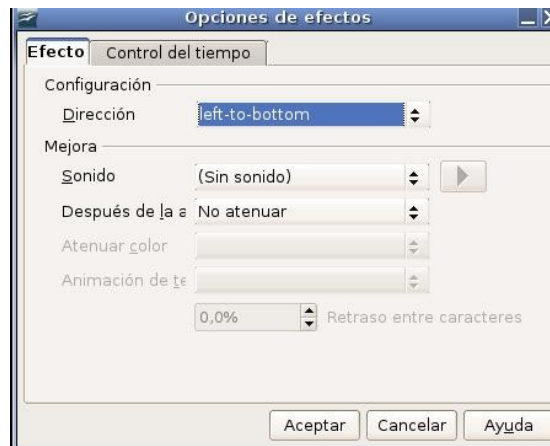 Opciones de efectos
Efecto Control del tiempo
Configuración
Dirección left-to-bottom
Mejora
Sonido (Sin sonido)
Después de la a No atenuar
Atenuar color
Animación de te
0,0% Retraso entre caracteres
Aceptar Cancelar Ayuda